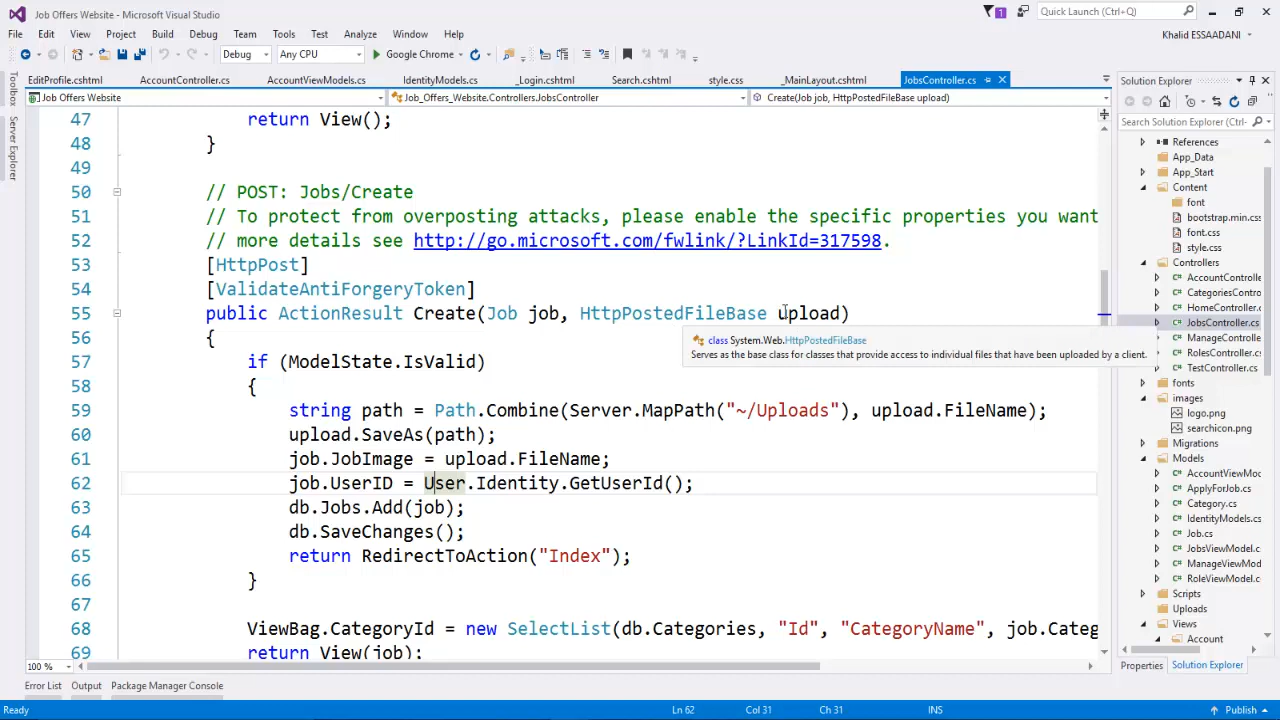 Job Offers Website - Microsoft Visual Studio
1
Quick Launch (Ctrl+Q)
File Edit View Project Build Debug Team Tools Test Analyze Window Help
Khalid ESSAADANI
Debug Any CPU Google Chrome
EditProfile.cshtml AccountController.cs AccountViewModels.cs IdentityModels.cs _Login.cshtml Search.cshtml style.css _MainLayout.cshtml JobsController.cs
Job Offers Website Job_Offers_Website.Controllers.JobsController Create(Job job, HttpPostedFileBase upload)
Toolbox
Server Explorer
47 return View();
48 }
49
50 // POST: Jobs/Create
51 // To protect from overposting attacks, please enable the specific properties you want
52 // more details see http://go.microsoft.com/fwlink/?LinkId=317598.
53 [HttpPost]
54 [ValidateAntiForgeryToken]
55 public ActionResult Create(Job job, HttpPostedFileBase upload)
56 {
class System.Web.HttpPostedFileBase
Serves as the base class for classes that provide access to individual files that have been uploaded by a client.
57 if (ModelState.IsValid)
58 {
59 string path = Path.Combine(Server.MapPath("~/Uploads"), upload.FileName);
60 upload.SaveAs(path);
61 job.JobImage = upload.FileName;
62 job.UserID = User.Identity.GetUserId();
63 db.Jobs.Add(job);
64 db.SaveChanges();
65 return RedirectToAction("Index");
66 }
67
68 ViewBag.CategoryId = new SelectList(db.Categories, "Id", "CategoryName", job.Categ
69 return View(job);
100 %
Solution Explorer
Search Solution Explorer (Ctrl-
References
App_Data
App_Start
Content
font
bootstrap.min.cs
font.css
style.css
Controllers
AccountControlle
CategoriesContro
HomeController.c
JobsController.cs
ManageControlle
RolesController.c
TestController.cs
fonts
images
logo.png
searchicon.png
Migrations
Models
AccountViewMoc
ApplyForJob.cs
Category.cs
IdentityModels.cs
Job.cs
JobsViewModel.c
ManageViewMod
RoleViewModel.c
Scripts
Uploads
Views
Account
Properties Solution Explorer
Error List Output Package Manager Console
Ready Ln 62 Col 31 Ch 31 INS Publish